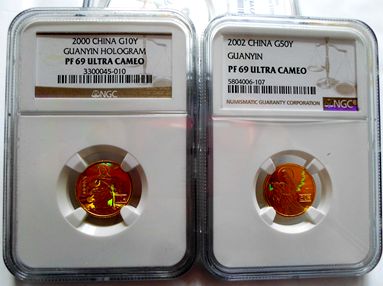 2000 CHINA G10Y
GUANYIN HOLOGRAM
PF 69 ULTRA CAMEO
3300045-010
NGC
2002 CHINA G50Y
GUANYIN
PF 69 ULTRA CAMEO
5804006-107
NUMISMATIC GUARANTY CORPORATION
NGC